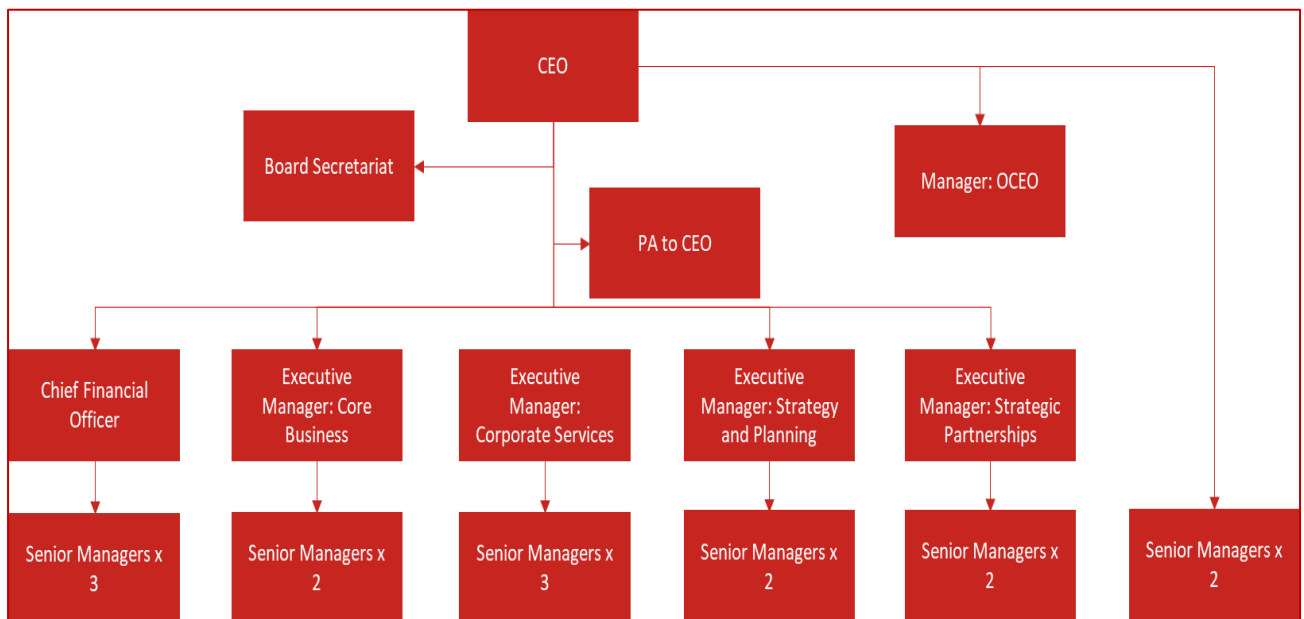 CEO
Board Secretariat
Manager: OCEO
PA to CEO
Chief Financial
Officer
Executive
Manager: Core
Business
Executive
Manager:
Corporate Services
Executive
Manager: Strategy
and Planning
Executive
Manager: Strategic
Partnerships
Senior Managers x
3
Senior Managers x
2
Senior Managers x
3
Senior Managers x
2
Senior Managers x
2
Senior Managers x
2